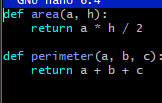 GNU nano 6.4
def area(a, h):
    return a * h / 2

def perimeter(a, b, c):
    return a + b + c